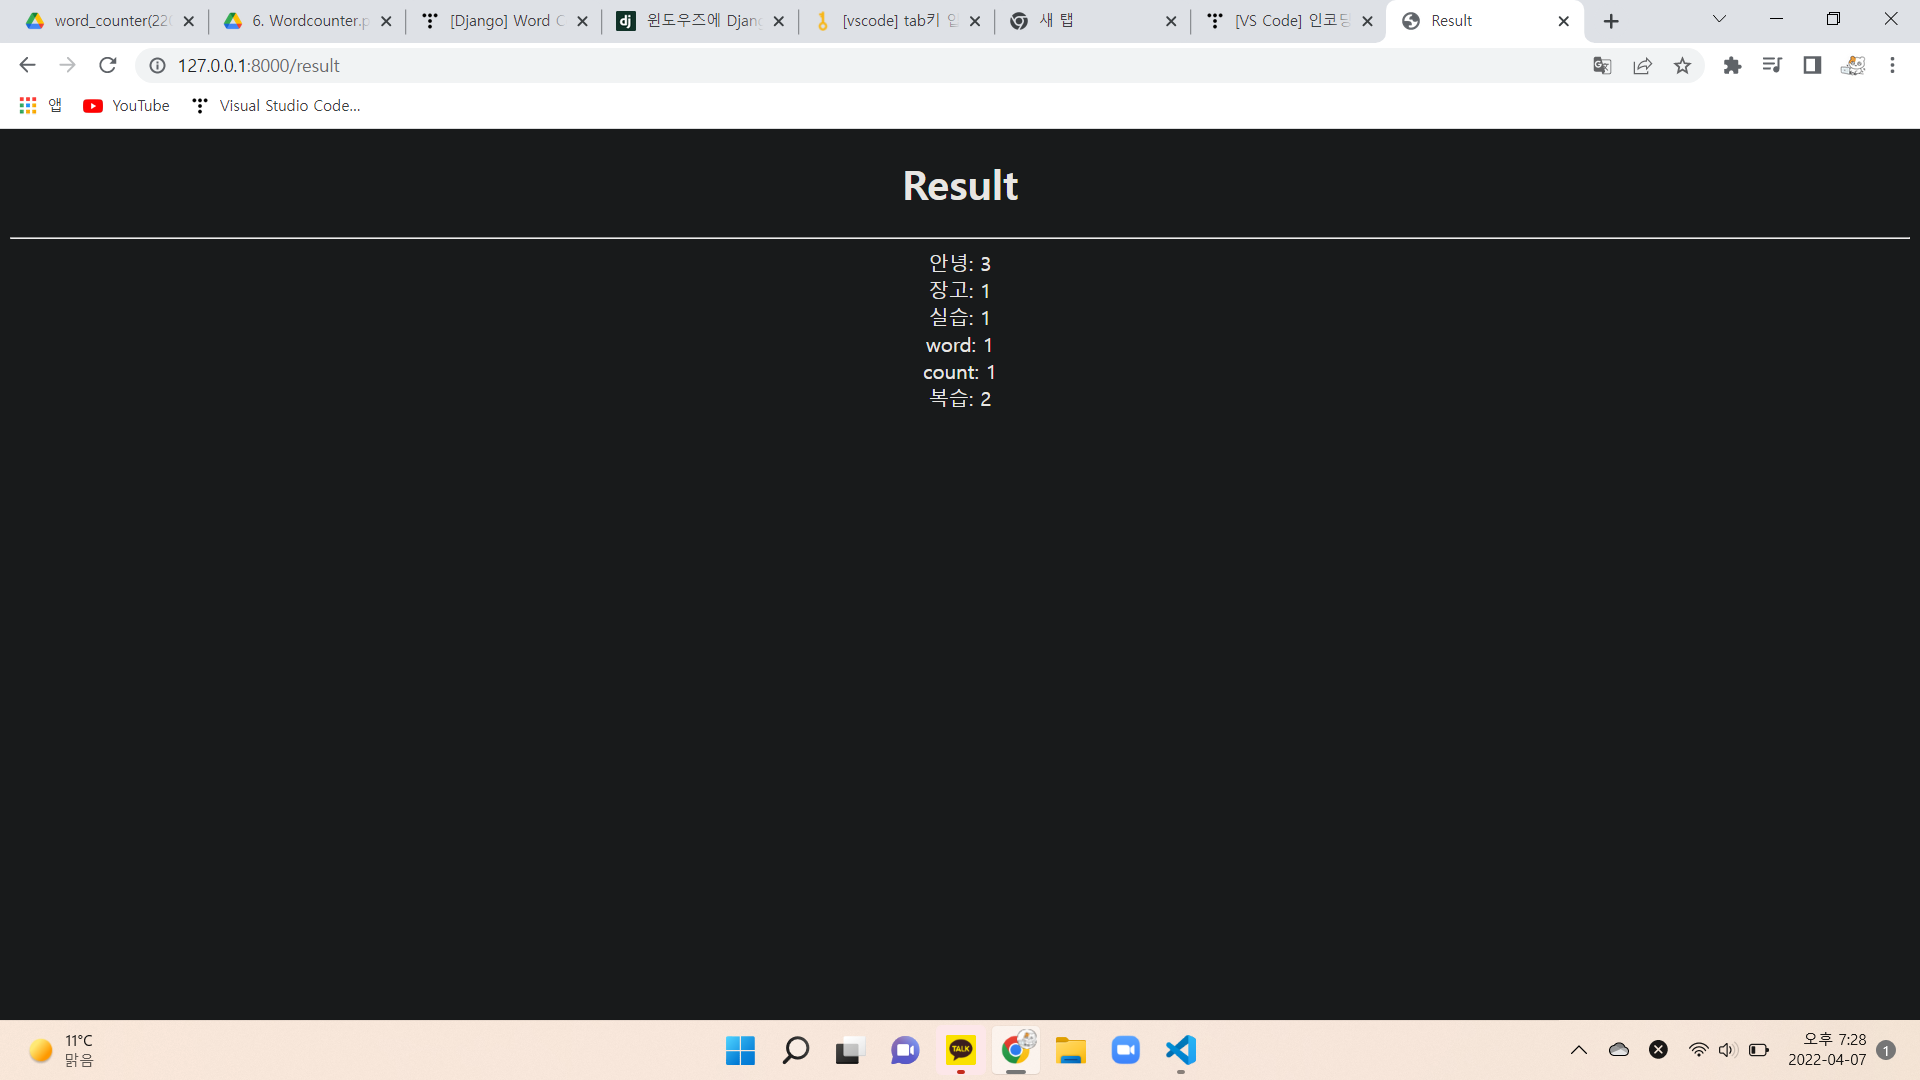 word_counter(220
6. Wordcounter.p
[Django] Word C
윈도우즈에 Djang
[vscode] tab키
새 탭
[VS Code] 인코딩
Result
127.0.0.1:8000/result
앱
YouTube
Visual Studio Code...
Result
안녕: 3
장고: 1
실습: 1
word: 1
count: 1
복습: 2
11°C
맑음
TALK
오후 7:28
2022-04-07
1